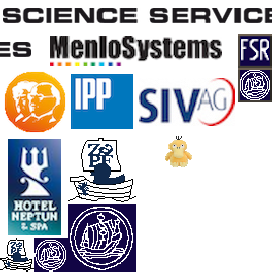 SCIENCE SERVICE
ES MenloSystems FSR
IPP SIV AG
HOTEL
NEPTUN
& SPA